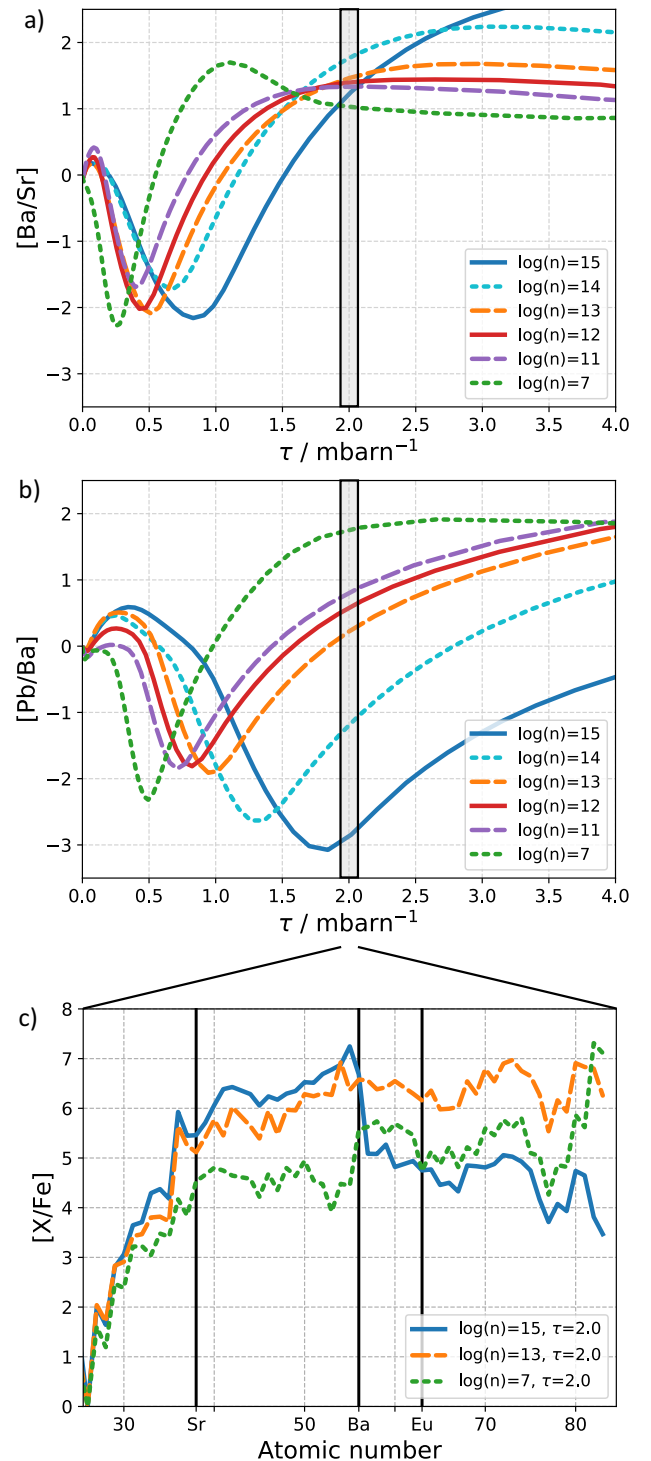 a)
2
1
0
−1
−2
−3
[Ba/Sr]
log(n)=15
log(n)=14
log(n)=13
log(n)=12
log(n)=11
log(n)=7
0.0 0.5 1.0 1.5 2.0 2.5 3.0 3.5 4.0
τ / mbarn⁻¹
b)
2
1
0
−1
−2
−3
[Pb/Ba]
log(n)=15
log(n)=14
log(n)=13
log(n)=12
log(n)=11
log(n)=7
0.0 0.5 1.0 1.5 2.0 2.5 3.0 3.5 4.0
τ / mbarn⁻¹
c)
8
7
6
5
4
3
2
1
0
[X/Fe]
log(n)=15, τ=2.0
log(n)=13, τ=2.0
log(n)=7, τ=2.0
30 Sr 50 Ba Eu 70 80
Atomic number